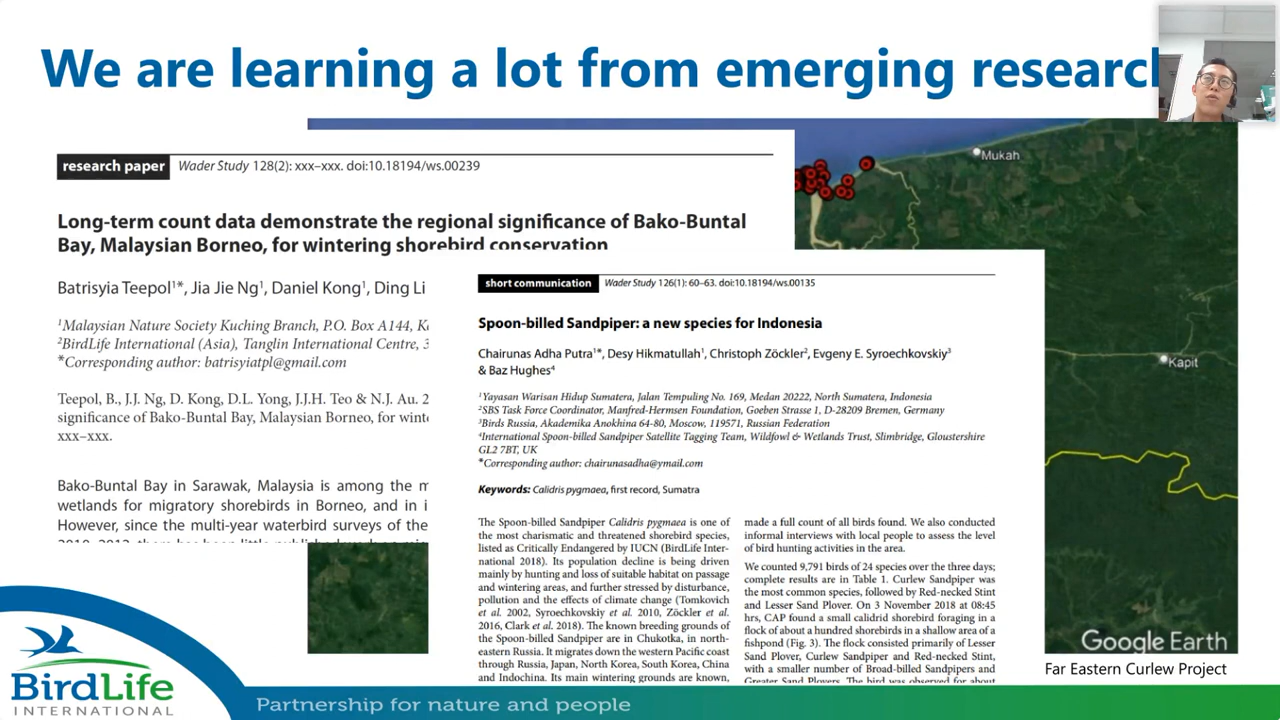 We are learning a lot from emerging researc
Mukah
research paper Wader Study 128(2): xxx–xxx. doi:10.18194/ws.00239
Long-term count data demonstrate the regional significance of Bako-Buntal
Bay, Malaysian Borneo, for wintering shorebird conservation
Batrisyia Teepol¹*, Jia Jie Ng¹, Daniel Kong¹, Ding Li
¹Malaysian Nature Society Kuching Branch, P.O. Box A144,
²BirdLife International (Asia), Tanglin International Centre, 3
*Corresponding author: batrisyiatpl@gmail.com
Teepol, B., J.J. Ng, D. Kong, D.L. Yong, J.J.H. Teo & N.J. Au. 2
significance of Bako-Buntal Bay, Malaysian Borneo, for
xxx–xxx.
Bako-Buntal Bay in Sarawak, Malaysia is among the
wetlands for migratory shorebirds in Borneo, and in
However, since the multi-year waterbird surveys of the
short communication Wader Study 126(1): 60–63. doi:10.18194/ws.00135
Spoon-billed Sandpiper: a new species for Indonesia
Chairunas Adha Putra¹*, Desy Hikmatullah¹, Christoph Zöckler², Evgeny E. Syroechkovskiy³
& Baz Hughes⁴
¹Yayasan Warisan Hidup Sumatera, Jalan Tempuling No. 169, Medan 20222, North Sumatera, Indonesia
²SBS Task Force Coordinator, Manfred-Hermsen Foundation, Goeben Strasse 1, D-28209 Bremen, Germany
³Birds Russia, Akademika Anokhina 64-80, Moscow, 119571, Russian Federation
⁴International Spoon-billed Sandpiper Satellite Tagging Team, Wildfowl & Wetlands Trust, Slimbridge, Gloustershire
GL2 7BT, UK
*Corresponding author: chairunasadha@ymail.com
Keywords: Calidris pygmaea, first record, Sumatra
The Spoon-billed Sandpiper Calidris pygmaea is one of
the most charismatic and threatened shorebird species,
listed as Critically Endangered by IUCN (BirdLife Inter-
national 2018). Its population decline is being driven
mainly by hunting and loss of suitable habitat on passage
and wintering areas, and further stressed by disturbance,
pollution and the effects of climate change (Tomkovich
et al. 2002, Syroechkovskiy et al. 2010, Zöckler et al.
2016, Clark et al. 2018). The known breeding grounds of
the Spoon-billed Sandpiper are in Chukotka, in north-
eastern Russia. It migrates down the western Pacific coast
through Russia, Japan, North Korea, South Korea, China
and Indochina. Its main wintering grounds are known,
made a full count of all birds found. We also conducted
informal interviews with local people to assess the level
of bird hunting activities in the area.
We counted 9,791 birds of 24 species over the three days;
complete results are in Table 1. Curlew Sandpiper was
the most common species, followed by Red-necked Stint
and Lesser Sand Plover. On 3 November 2018 at 08:45
hrs, CAP found a small calidrid shorebird foraging in a
flock of about a hundred shorebirds in a shallow area of a
fishpond (Fig. 3). The flock consisted primarily of Lesser
Sand Plover, Curlew Sandpiper and Red-necked Stint,
with a smaller number of Broad-billed Sandpipers and
Greater Sand Plovers. The bird was observed for about
Kapit
Google Earth
Far Eastern Curlew Project
BirdLife
INTERNATIONAL
Partnership for nature and people